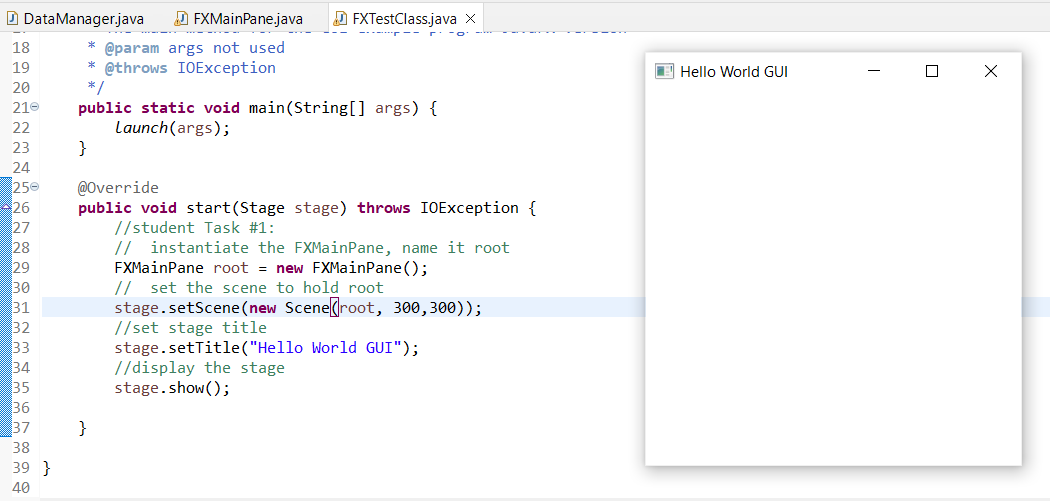 DataManager.java FXMainPane.java FXTestClass.java
18 * @param args not used
19 * @throws IOException
20 */
21 public static void main(String[] args) {
22 launch(args);
23 }
24
25 @Override
26 public void start(Stage stage) throws IOException {
27 //student Task #1:
28 //  instantiate the FXMainPane, name it root
29 FXMainPane root = new FXMainPane();
30 //  set the scene to hold root
31 stage.setScene(new Scene(root, 300,300));
32 //set stage title
33 stage.setTitle("Hello World GUI");
34 //display the stage
35 stage.show();
36
37 }
38
39 }
40
Hello World GUI